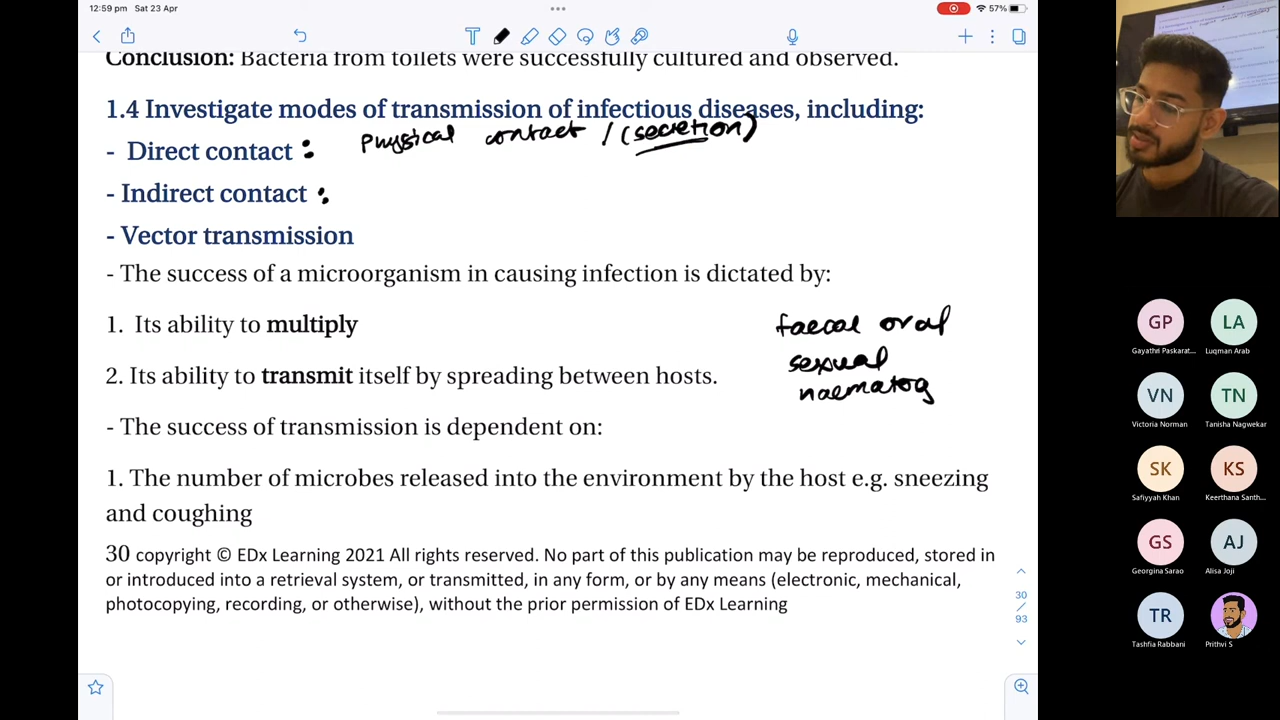 12:59 pm Sat 23 Apr
57%
Conclusion: Bacteria from toilets were successfully cultured and observed.
1.4 Investigate modes of transmission of infectious diseases, including:
- Direct contact : physical contact / (secretion)
- Indirect contact :
- Vector transmission
- The success of a microorganism in causing infection is dictated by:
1. Its ability to multiply
faecal oral
sexual
2. Its ability to transmit itself by spreading between hosts.
haematog
- The success of transmission is dependent on:
1. The number of microbes released into the environment by the host e.g. sneezing
and coughing
30 copyright © EDx Learning 2021 All rights reserved. No part of this publication may be reproduced, stored in
or introduced into a retrieval system, or transmitted, in any form, or by any means (electronic, mechanical,
photocopying, recording, or otherwise), without the prior permission of EDx Learning
30
/
93
GP
Gayathri Paskarat...
LA
Luqman Arab
VN
Victoria Norman
TN
Tanisha Nagwekar
SK
Safiyyah Khan
KS
Keerthana Santh...
GS
Georgina Sarao
AJ
Alisa Joji
TR
Tashfia Rabbani
Prithvi S